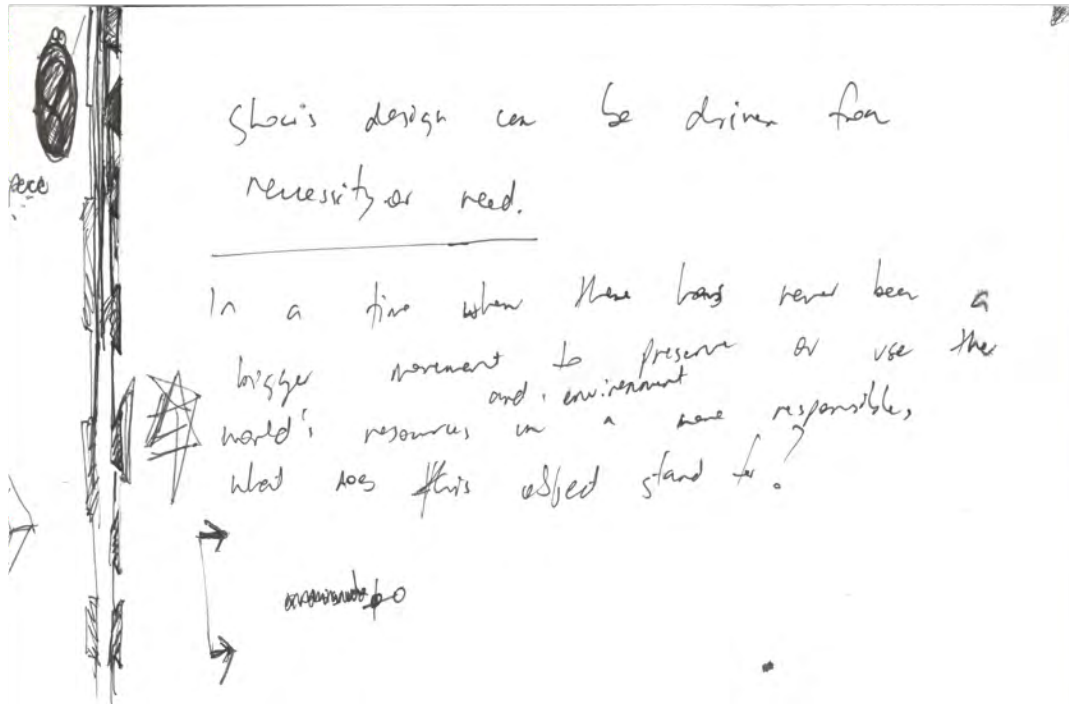 Shows design can be driven from
necessity or need.
In a time when there has never been a
bigger movement to preserve or use the
and environment
world's resources in a more responsible,
what does this object stand for?